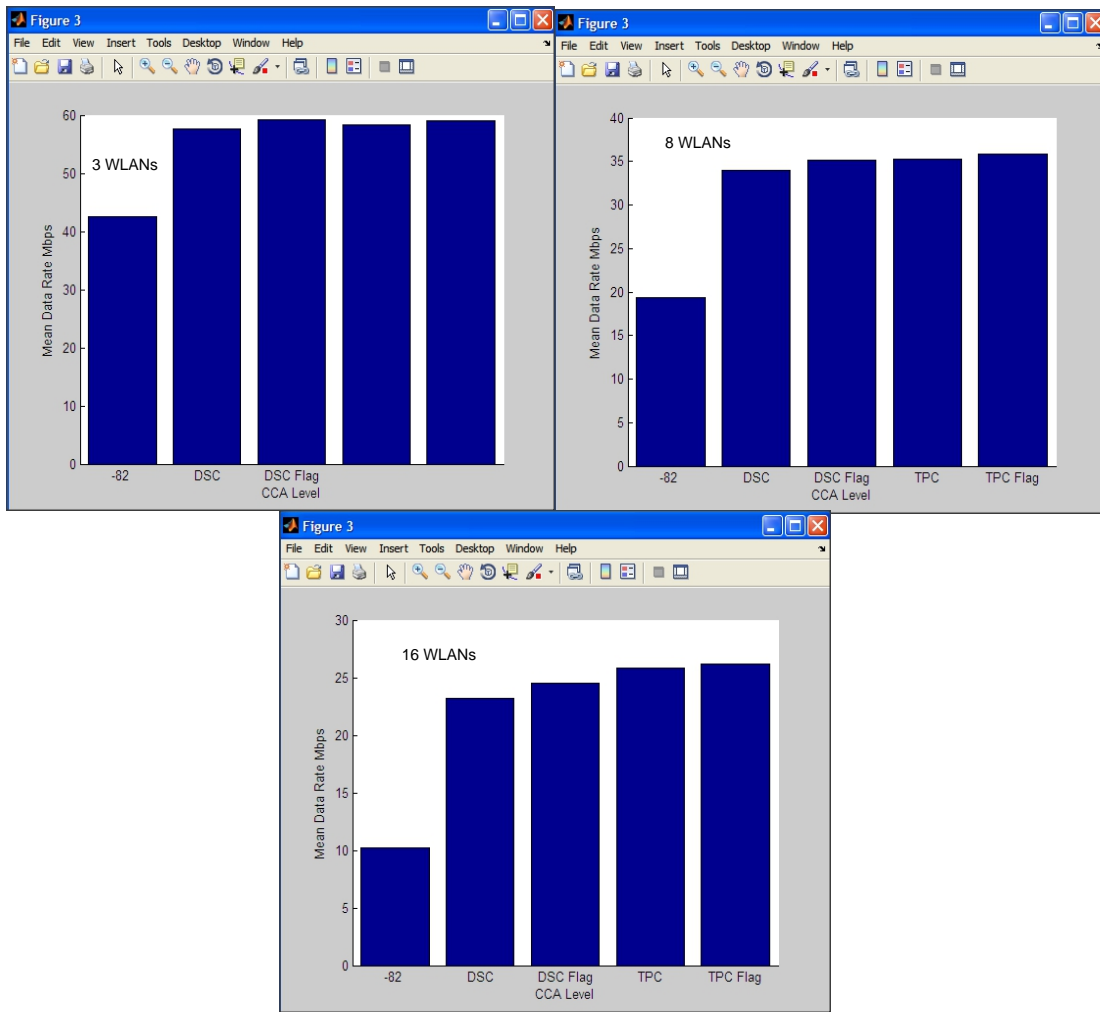 Figure 3
File Edit View Insert Tools Desktop Window Help
60
50
40
30
20
10
0
3 WLANs
Mean Data Rate Mbps
-82 DSC DSC Flag
CCA Level
Figure 3
File Edit View Insert Tools Desktop Window Help
40
35
30
25
20
15
10
5
0
8 WLANs
Mean Data Rate Mbps
-82 DSC DSC Flag TPC TPC Flag
CCA Level
Figure 3
File Edit View Insert Tools Desktop Window Help
30
25
20
15
10
5
0
16 WLANs
Mean Data Rate Mbps
-82 DSC DSC Flag TPC TPC Flag
CCA Level